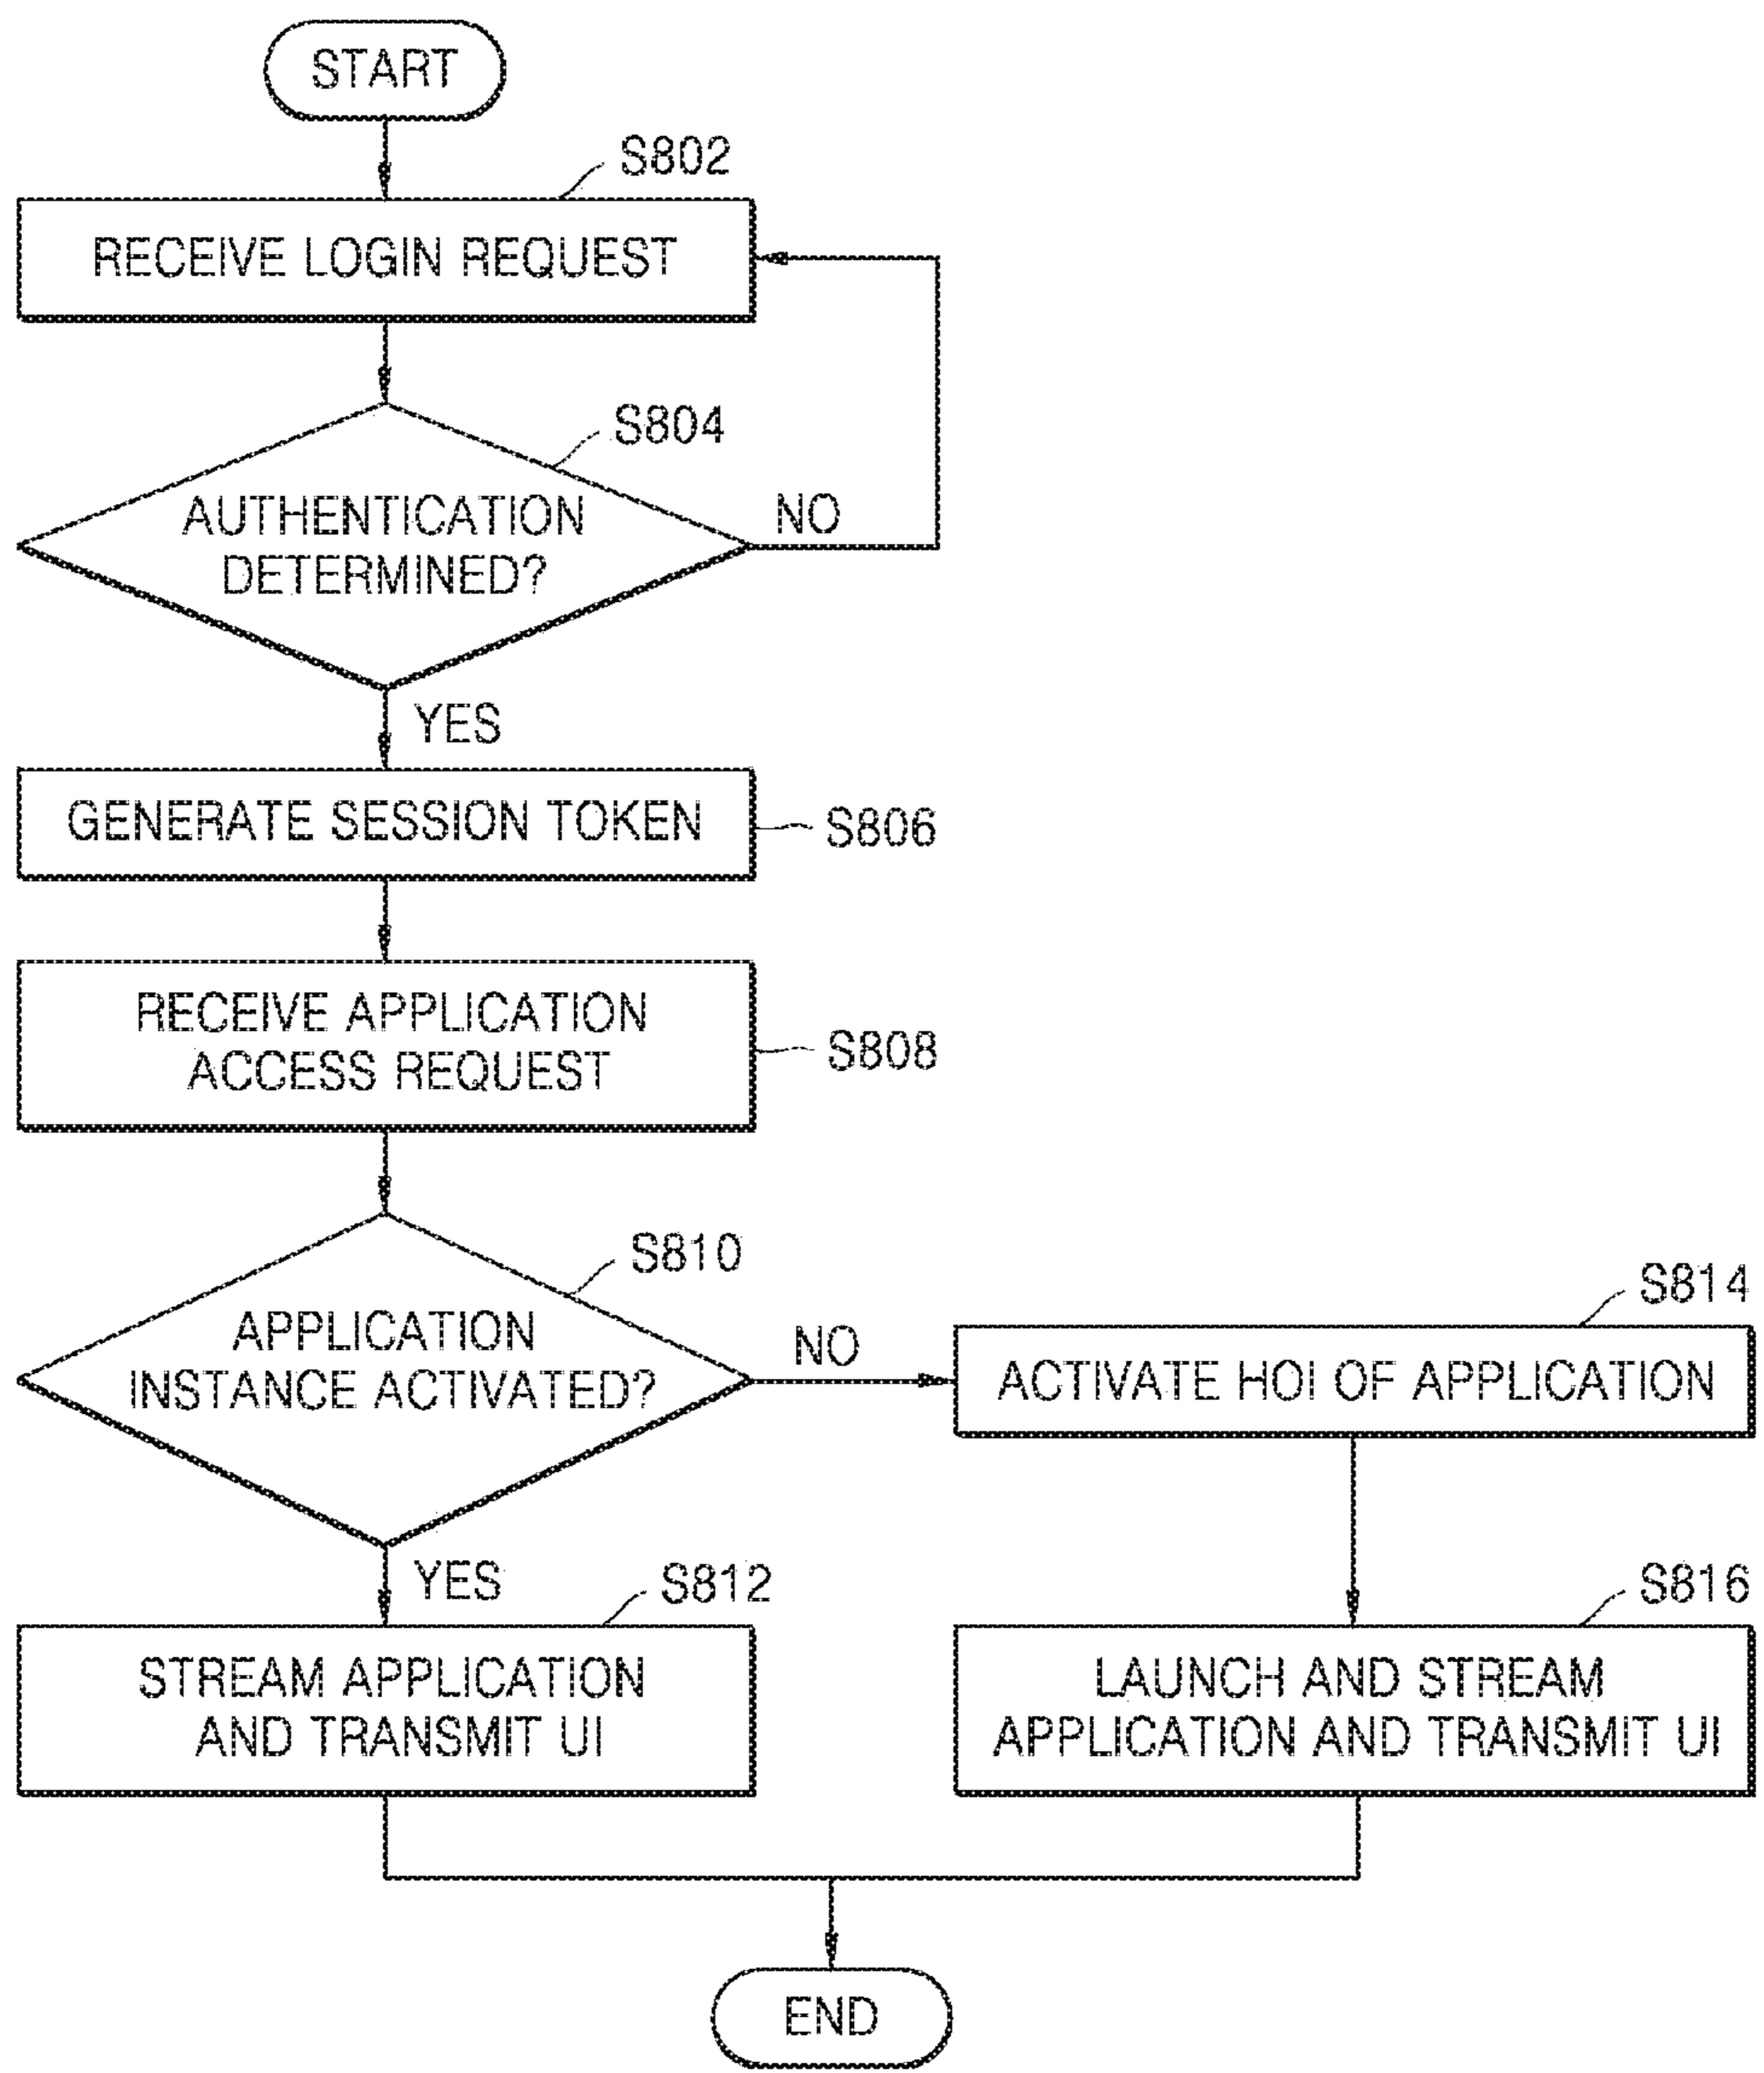 START
S802
RECEIVE LOGIN REQUEST
S804
AUTHENTICATION
DETERMINED?
NO
YES
GENERATE SESSION TOKEN
S806
RECEIVE APPLICATION
ACCESS REQUEST
S808
S810
APPLICATION
INSTANCE ACTIVATED?
NO
S814
ACTIVATE HOI OF APPLICATION
YES
S812
STREAM APPLICATION
AND TRANSMIT UI
S816
LAUNCH AND STREAM
APPLICATION AND TRANSMIT UI
END